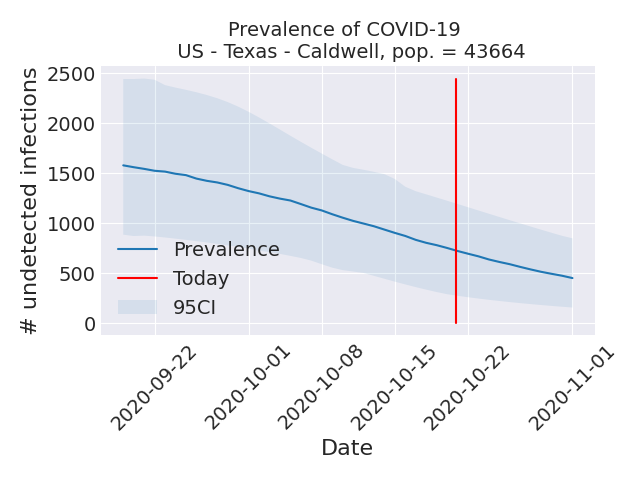 Prevalence of COVID-19
US - Texas - Caldwell, pop. = 43664
# undetected infections
2500
2000
1500
1000
500
0
Prevalence
Today
95CI
2020-09-22
2020-10-01
2020-10-08
2020-10-15
2020-10-22
2020-11-01
Date